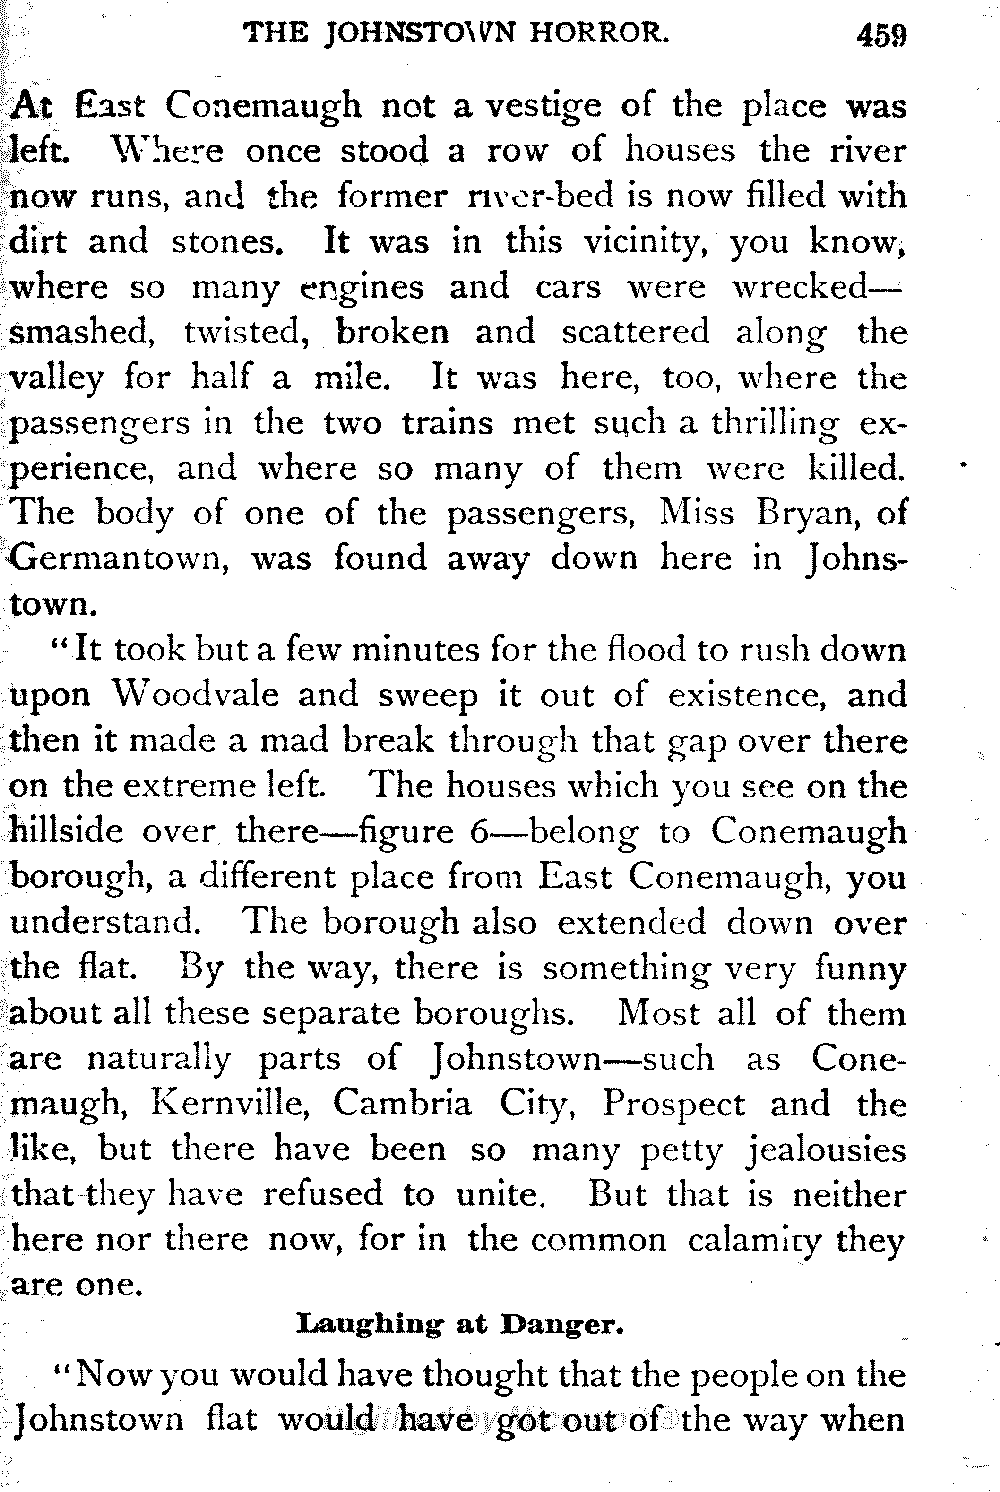 THE JOHNSTOWN HORROR. 459
At East Conemaugh not a vestige of the place was
left. Where once stood a row of houses the river
now runs, and the former river-bed is now filled with
dirt and stones. It was in this vicinity, you know,
where so many engines and cars were wrecked—
smashed, twisted, broken and scattered along the
valley for half a mile. It was here, too, where the
passengers in the two trains met such a thrilling ex-
perience, and where so many of them were killed.
The body of one of the passengers, Miss Bryan, of
Germantown, was found away down here in Johns-
town.
"It took but a few minutes for the flood to rush down
upon Woodvale and sweep it out of existence, and
then it made a mad break through that gap over there
on the extreme left. The houses which you see on the
hillside over there—figure 6—belong to Conemaugh
borough, a different place from East Conemaugh, you
understand. The borough also extended down over
the flat. By the way, there is something very funny
about all these separate boroughs. Most all of them
are naturally parts of Johnstown—such as Cone-
maugh, Kernville, Cambria City, Prospect and the
like, but there have been so many petty jealousies
that they have refused to unite. But that is neither
here nor there now, for in the common calamity they
are one.
Laughing at Danger.
"Now you would have thought that the people on the
Johnstown flat would have got out of the way when